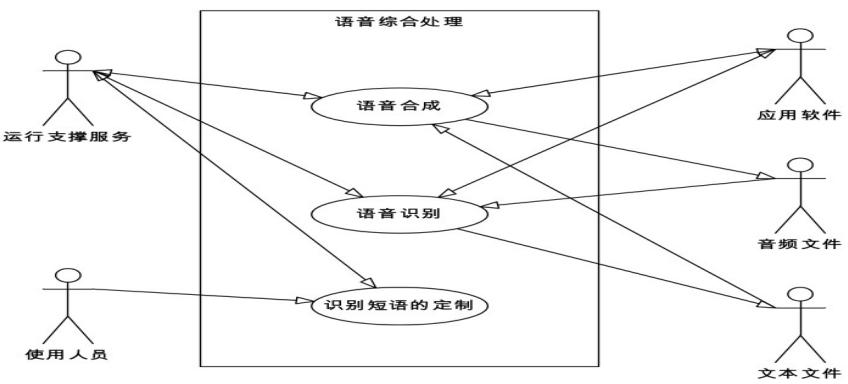 语音综合处理
语音合成
运行支撑服务
应用软件
语音识别
音频文件
识别短语的定制
使用人员
文本文件